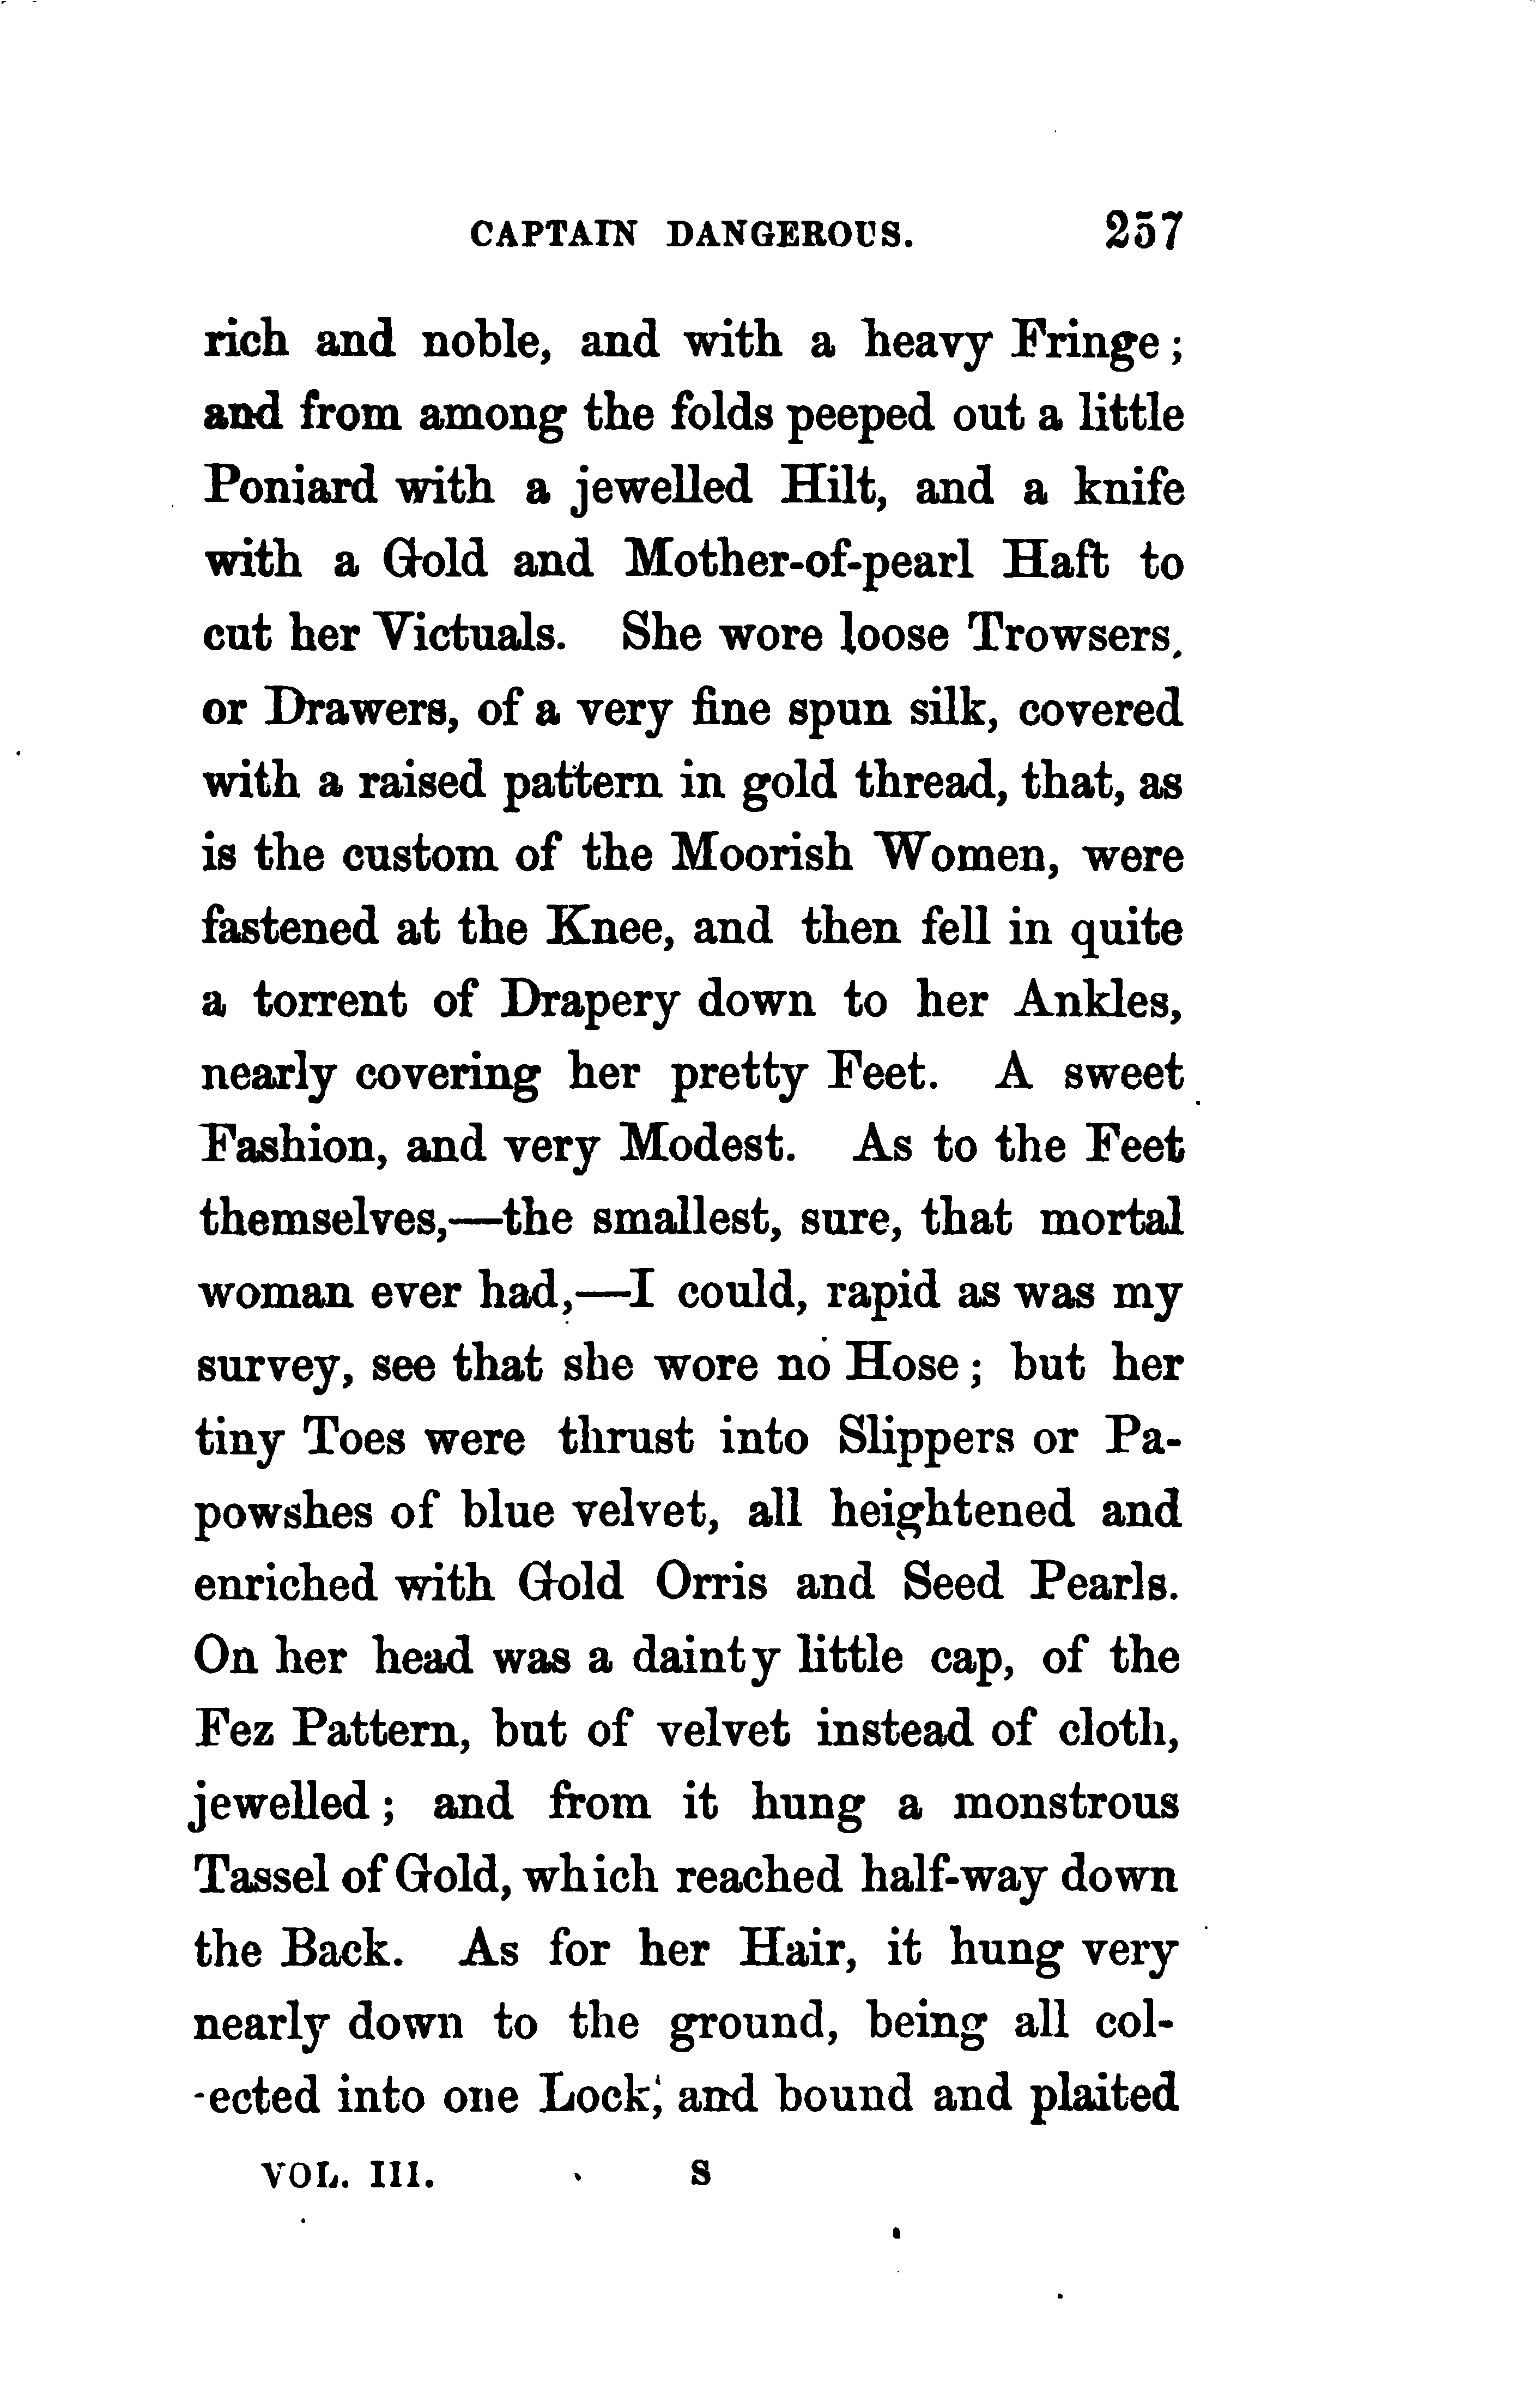 CAPTAIN DANGEROUS. 257
rich and noble, and with a heavy Fringe;
and from among the folds peeped out a little
Poniard with a jewelled Hilt, and a knife
with a Gold and Mother-of-pearl Haft to
cut her Victuals. She wore loose Trowsers,
or Drawers, of a very fine spun silk, covered
with a raised pattern in gold thread, that, as
is the custom of the Moorish Women, were
fastened at the Knee, and then fell in quite
a torrent of Drapery down to her Ankles,
nearly covering her pretty Feet. A sweet
Fashion, and very Modest. As to the Feet
themselves,—the smallest, sure, that mortal
woman ever had,—I could, rapid as was my
survey, see that she wore no Hose; but her
tiny Toes were thrust into Slippers or Pa-
powshes of blue velvet, all heightened and
enriched with Gold Orris and Seed Pearls.
On her head was a dainty little cap, of the
Fez Pattern, but of velvet instead of cloth,
jewelled; and from it hung a monstrous
Tassel of Gold, which reached half-way down
the Back. As for her Hair, it hung very
nearly down to the ground, being all col-
-ected into one Lock, and bound and plaited
VOL. III. S